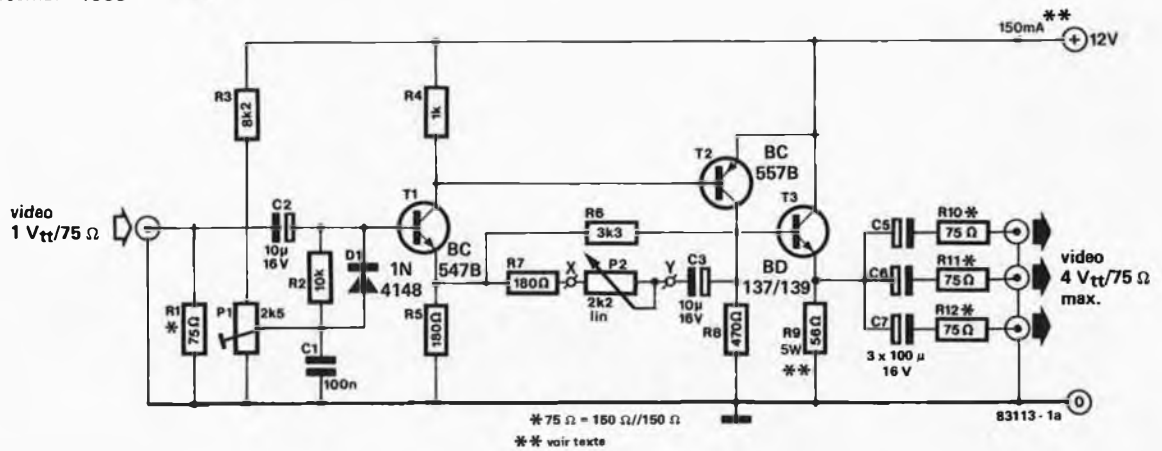 150mA **
+ 12V
R3
8k2
R4
1k
T2
BC
557B
T1
T3
video
1 Vtt/75 Ω
C2
10µ
16V
R6
3k3
C5
R10*
75 Ω
D1
1N
4148
BC
547B
R7
180Ω
X
P2
2k2
lin
Y
C3
10µ
16V
BD
137/139
C6
R11*
75 Ω
video
4 Vtt/75 Ω
max.
R2
10k
R1
*
75Ω
P1
2k5
R5
180Ω
R8
470Ω
R9
5W
**
56Ω
C7
R12*
75 Ω
3 x 100 µ
16 V
C1
100n
0
83113 - 1a
* 75 Ω = 150 Ω//150 Ω
** voir texte